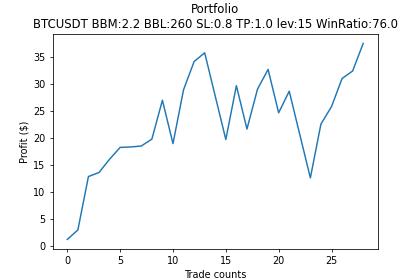 Portfolio
BTCUSDT BBM:2.2 BBL:260 SL:0.8 TP:1.0 lev:15 WinRatio:76.0
35
30
25
20
15
10
5
0
Profit ($)
0 5 10 15 20 25
Trade counts